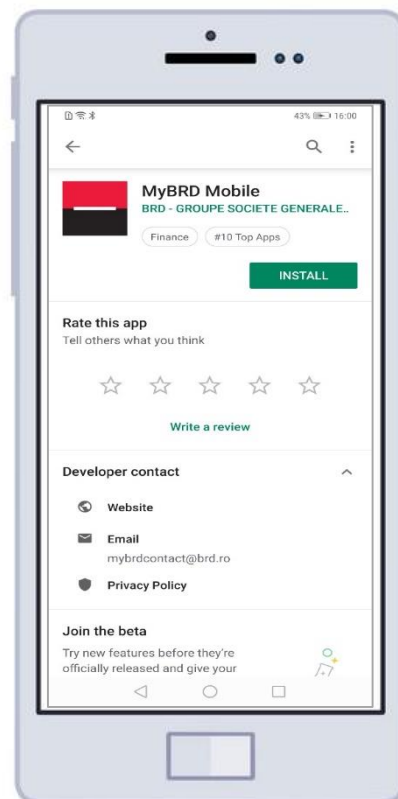 43% 16:00
MyBRD Mobile
BRD - GROUPE SOCIETE GENERALE..
Finance #10 Top Apps
INSTALL
Rate this app
Tell others what you think
Write a review
Developer contact
Website
Email
mybrdcontact@brd.ro
Privacy Policy
Join the beta
Try new features before they're
officially released and give your